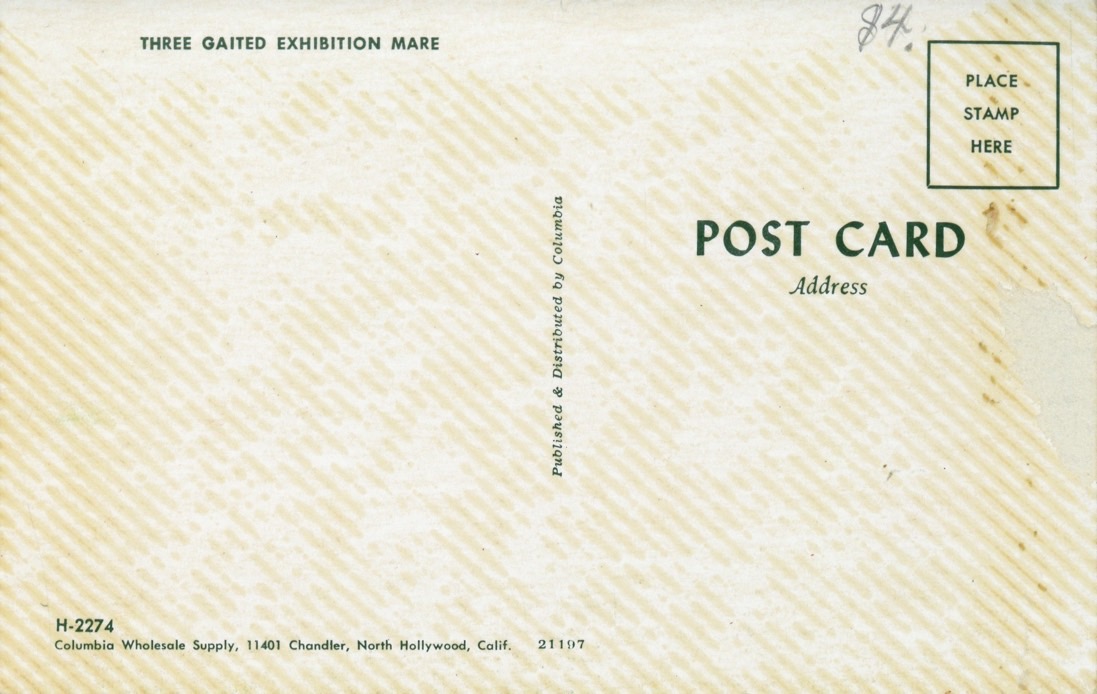 THREE GAITED EXHIBITION MARE
84.
PLACE
STAMP
HERE
POST CARD
Address
Published & Distributed by Columbia
H-2274
Columbia Wholesale Supply, 11401 Chandler, North Hollywood, Calif. 21197